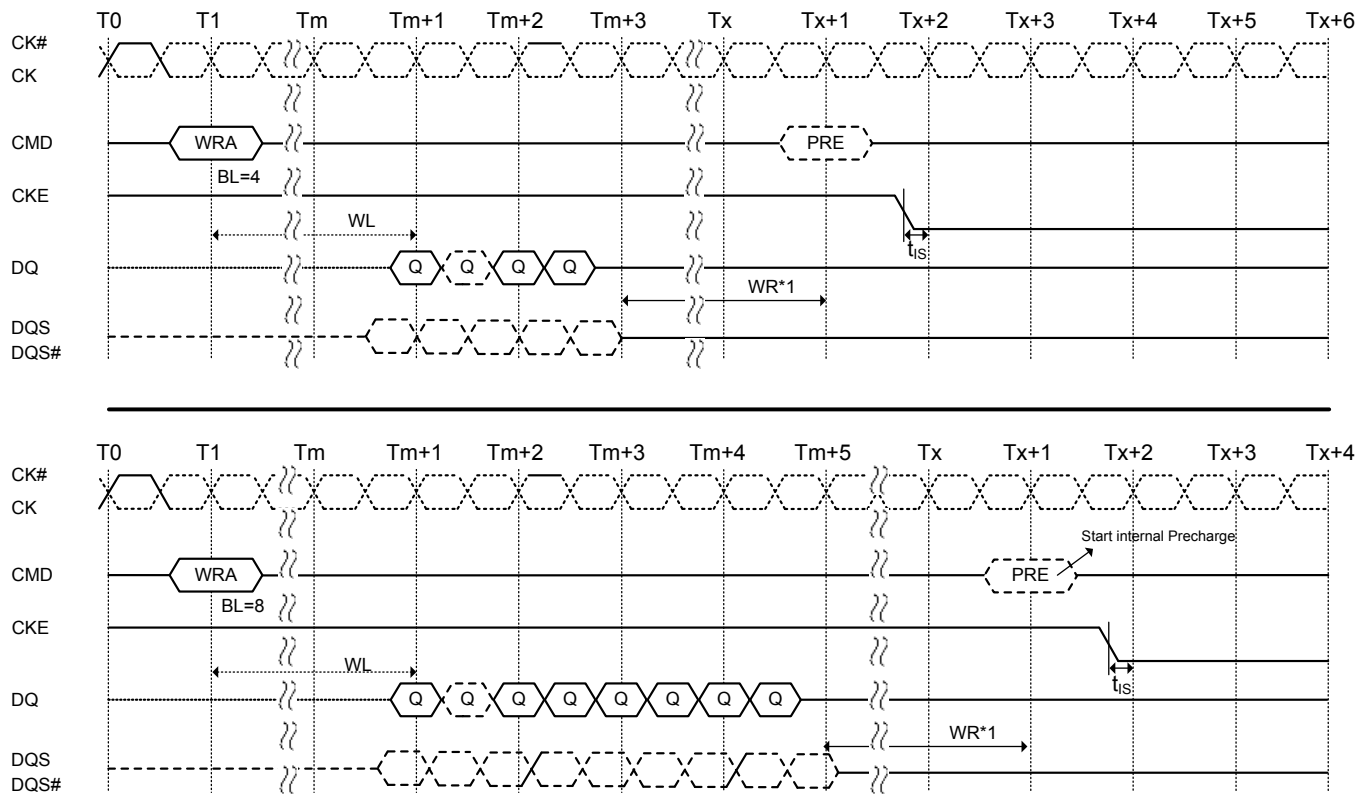 T0 T1 Tm Tm+1 Tm+2 Tm+3 Tx Tx+1 Tx+2 Tx+3 Tx+4 Tx+5 Tx+6
CK#
CK
CMD WRA PRE
BL=4
CKE
WL
tIS
DQ Q Q Q Q
WR*1
DQS
DQS#
T0 T1 Tm Tm+1 Tm+2 Tm+3 Tm+4 Tm+5 Tx Tx+1 Tx+2 Tx+3 Tx+4
CK#
CK
Start internal Precharge
CMD WRA PRE
BL=8
CKE
WL
tIS
DQ Q Q Q Q Q Q Q Q
WR*1
DQS
DQS#